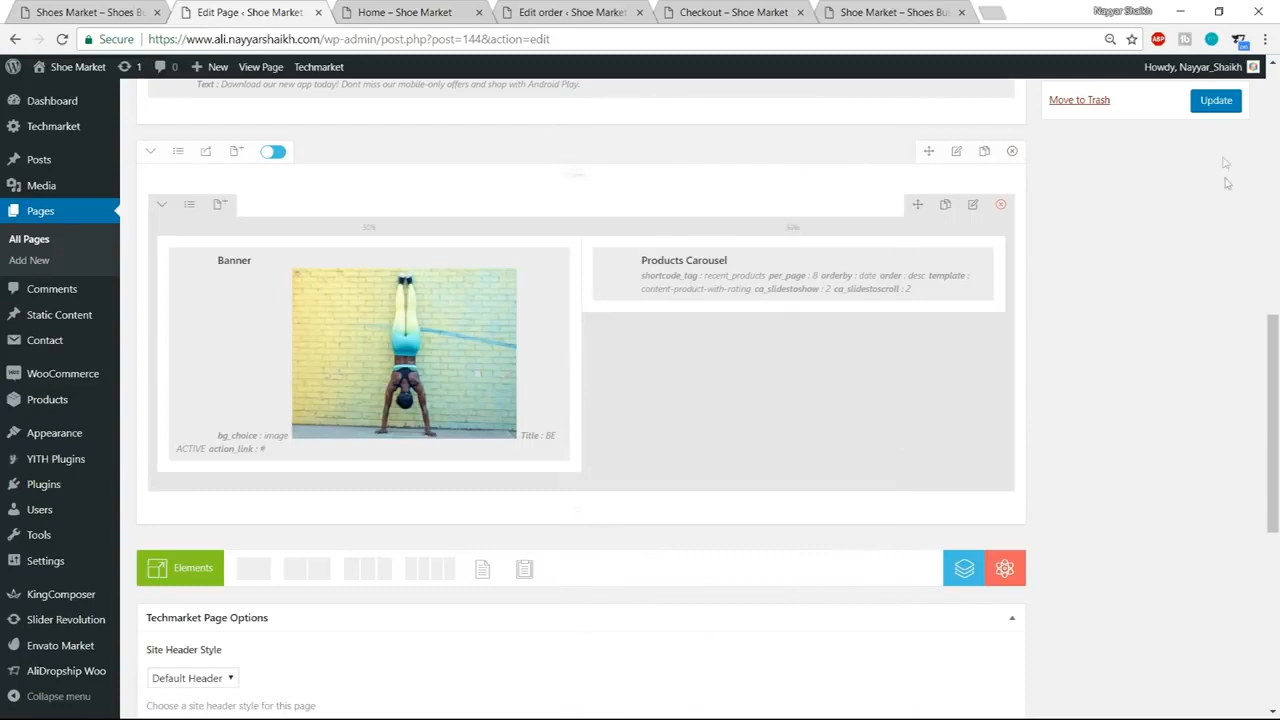 Shoes Market – Shoes Bu
Edit Page ‹ Shoe Market
Home – Shoe Market
Edit order ‹ Shoe Market
Checkout – Shoe Market
Shoe Market – Shoes Bu
Nayyar Shaikh
Secure
https://www.ali.nayyarshaikh.com/wp-admin/post.php?post=144&action=edit
ABP
on
Shoe Market
1
0
New
View Page
Techmarket
Howdy, Nayyar_Shaikh
Dashboard
Techmarket
Posts
Media
Pages
All Pages
Add New
Comments
Static Content
Contact
WooCommerce
Products
Appearance
YITH Plugins
Plugins
Users
Tools
Settings
KingComposer
Slider Revolution
Envato Market
AliDropship Woo
Collapse menu
Text : Download our new app today! Dont miss our mobile-only offers and shop with Android Play.
Move to Trash
Update
Banner
bg_choice : image
Title : BE
ACTIVE action_link : #
Products Carousel
shortcode_tag : recent_products per_page : 8 orderby : date order : desc template :
content-product-with-rating ca_slidestoshow : 2 ca_slidestoscroll : 2
Elements
Techmarket Page Options
Site Header Style
Default Header
Choose a site header style for this page